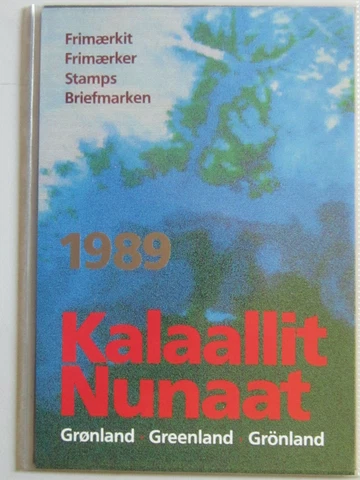 Frimærkit
Frimærker
Stamps
Briefmarken
1989
Kalaallit
Nunaat
Grønland Greenland Grönland